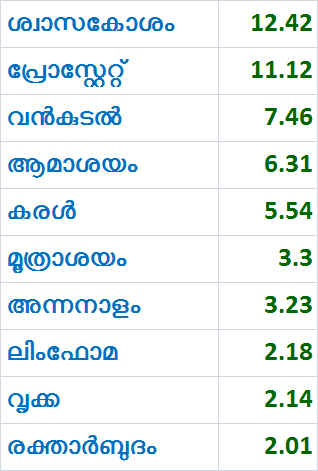 ശ്വാസകോശം 12.42
പ്രോസ്റ്റേറ്റ് 11.12
വൻകുടൽ 7.46
ആമാശയം 6.31
കരൾ 5.54
മൂത്രാശയം 3.3
അന്നനാളം 3.23
ലിംഫോമ 2.18
വൃക്ക 2.14
രക്താർബുദം 2.01